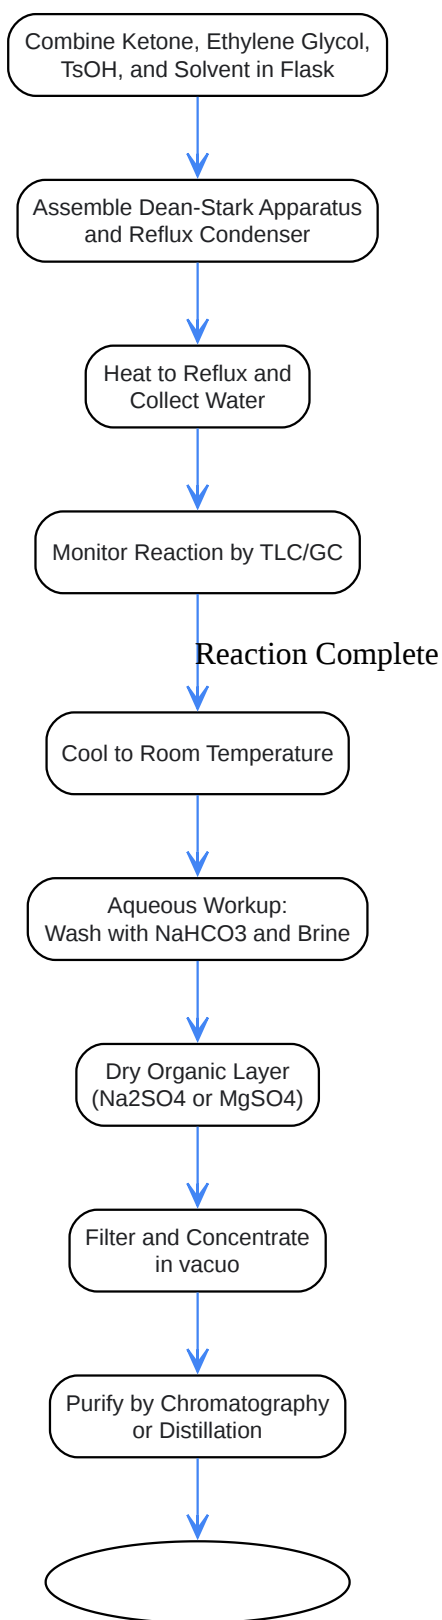 Combine Ketone, Ethylene Glycol,
TsOH, and Solvent in Flask
Assemble Dean-Stark Apparatus
and Reflux Condenser
Heat to Reflux and
Collect Water
Monitor Reaction by TLC/GC
Reaction Complete
Cool to Room Temperature
Aqueous Workup:
Wash with NaHCO3 and Brine
Dry Organic Layer
(Na2SO4 or MgSO4)
Filter and Concentrate
in vacuo
Purify by Chromatography
or Distillation